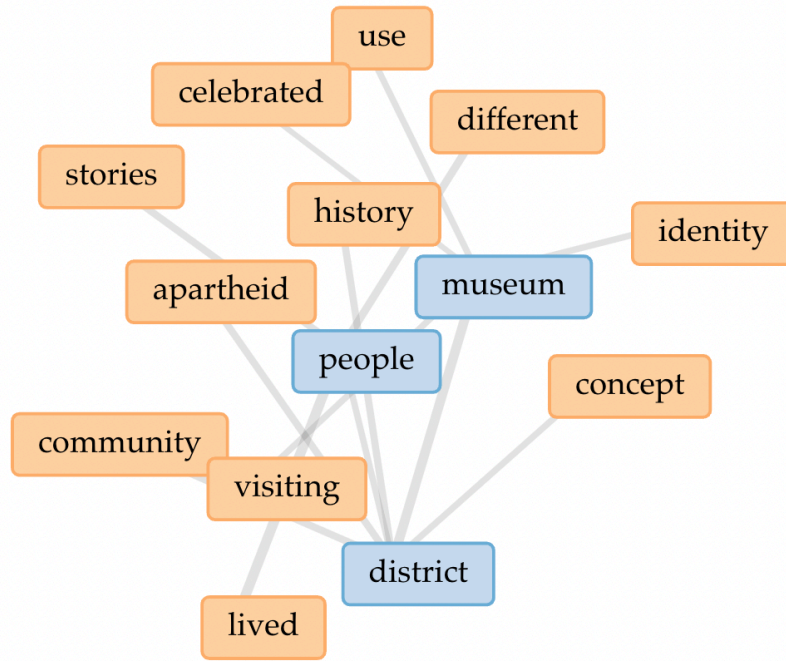 use
celebrated
different
stories
history
identity
museum
apartheid
people
concept
community
visiting
district
lived